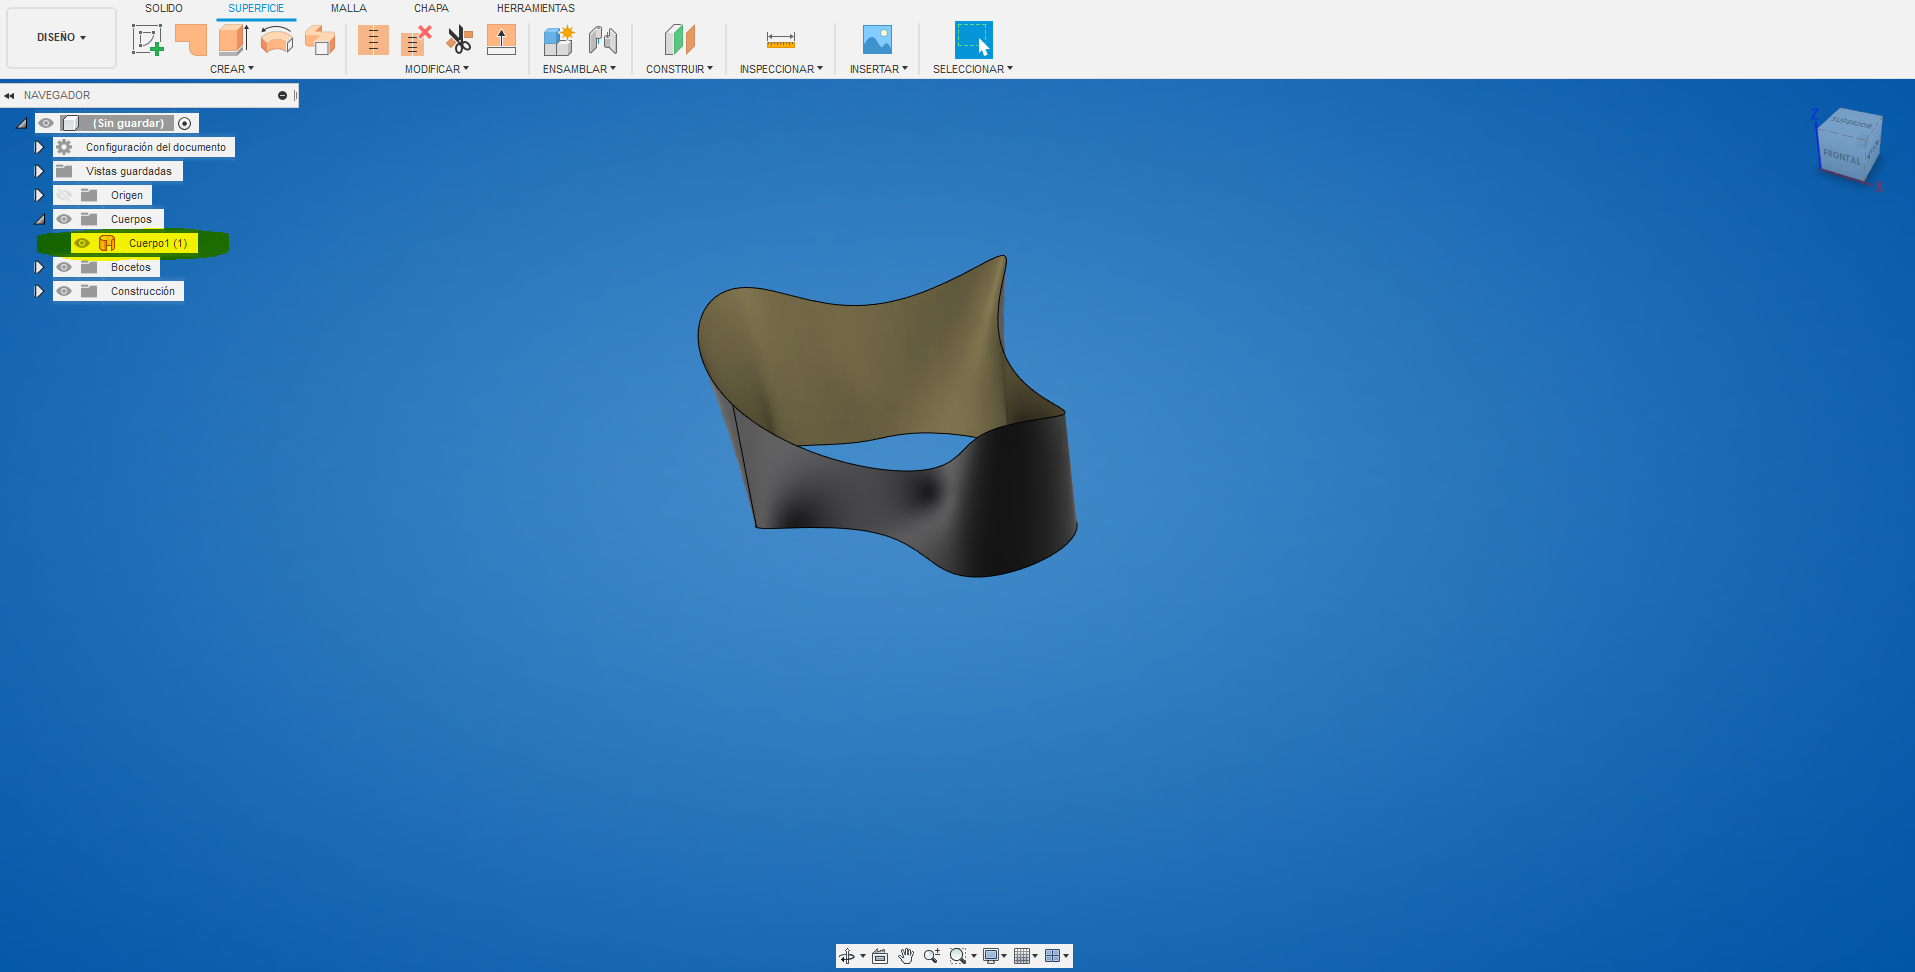 SOLIDO SUPERFICIE MALLA CHAPA HERRAMIENTAS
DISEÑO
CREAR MODIFICAR ENSAMBLAR CONSTRUIR INSPECCIONAR INSERTAR SELECCIONAR
NAVEGADOR
(Sin guardar)
Configuración del documento
Vistas guardadas
Origen
Cuerpos
Cuerpo1 (1)
Bocetos
Construcción
Z
SUPERIOR
FRONTAL
X